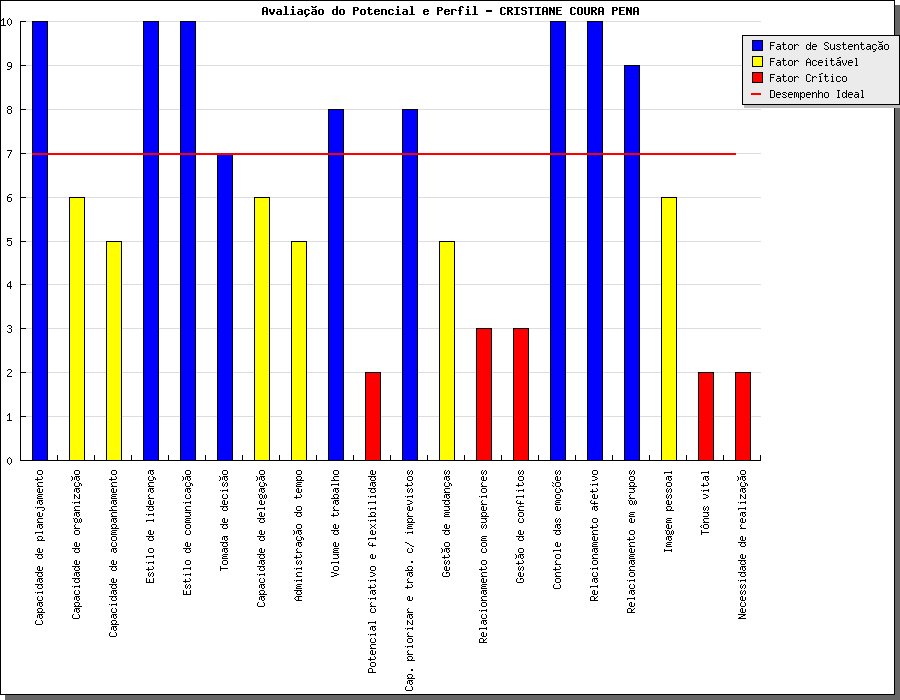 Avaliação do Potencial e Perfil - CRISTIANE COURA PENA
Fator de Sustentação
Fator Aceitável
Fator Crítico
Desempenho Ideal
10
9
8
7
6
5
4
3
2
1
0
Capacidade de planejamento
Capacidade de organização
Capacidade de acompanhamento
Estilo de liderança
Estilo de comunicação
Tomada de decisão
Capacidade de delegação
Administração do tempo
Volume de trabalho
Potencial criativo e flexibilidade
Cap. priorizar e trab. c/ imprevistos
Gestão de mudanças
Relacionamento com superiores
Gestão de conflitos
Controle das emoções
Relacionamento afetivo
Relacionamento em grupos
Imagem pessoal
Tônus vital
Necessidade de realização